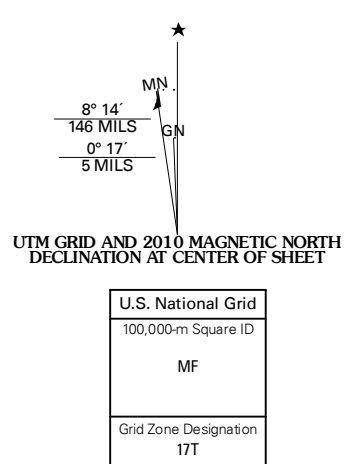 ★
MN
8° 14´
146 MILS
GN
0° 17´
5 MILS
UTM GRID AND 2010 MAGNETIC NORTH
DECLINATION AT CENTER OF SHEET
U.S. National Grid
100,000-m Square ID
MF
Grid Zone Designation
17T